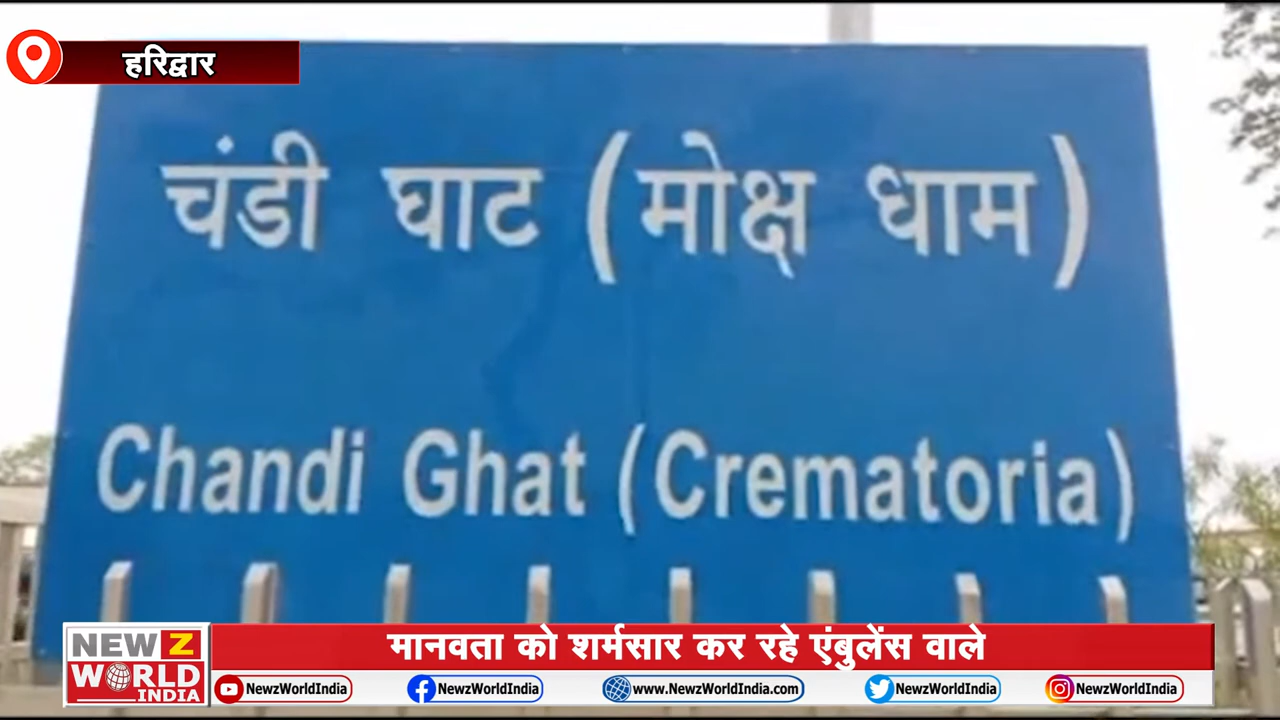 हरिद्वार
चंडी घाट (मोक्ष धाम)
Chandi Ghat (Crematoria)
मानवता को शर्मसार कर रहे एंबुलेंस वाले
NEWZ
WORLD
INDIA
NewzWorldIndia
NewzWorldIndia
www.NewzWorldIndia.com
NewzWorldIndia
NewzWorldIndia